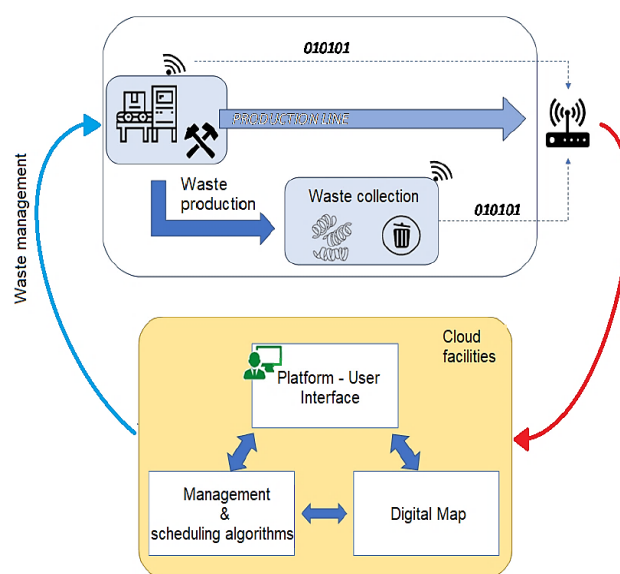 010101
PRODUCTION LINE
Waste
production
Waste collection
010101
Waste management
Cloud
facilities
Platform - User
Interface
Management
&
scheduling algorithms
Digital Map